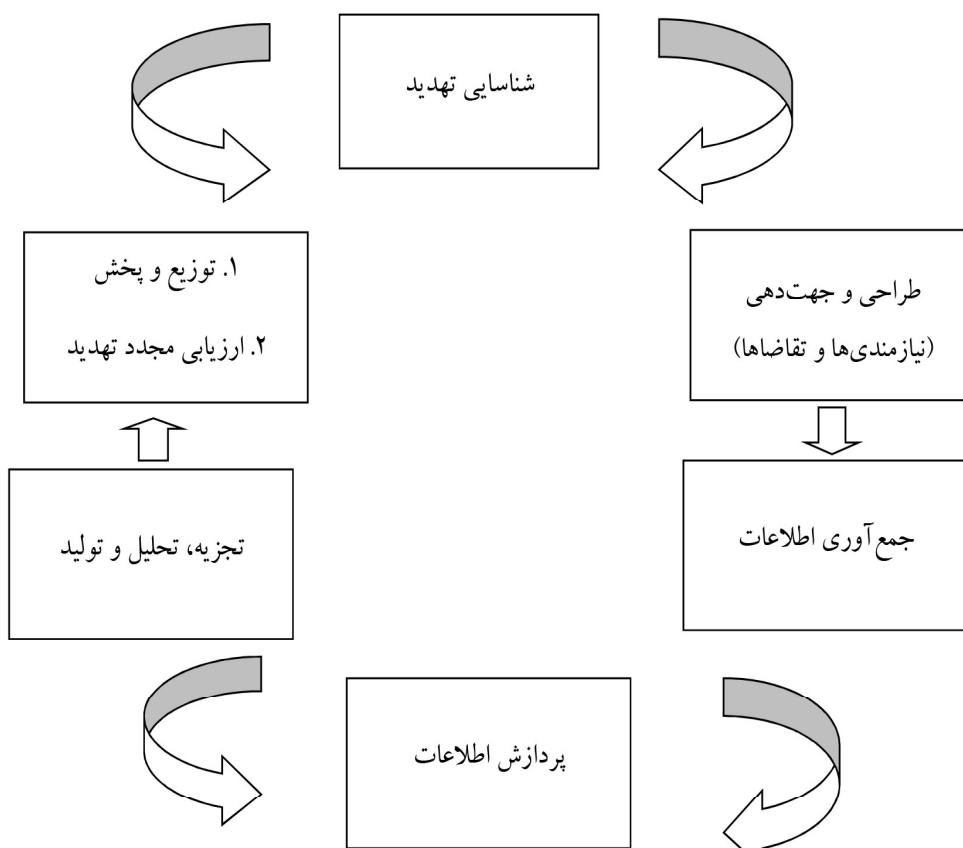 شناسایی تهدید
طراحی و جهت‌دهی
(نیازمندی‌ها و تقاضاها)
جمع‌آوری اطلاعات
پردازش اطلاعات
تجزیه، تحلیل و تولید
۱. توزیع و پخش
۲. ارزیابی مجدد تهدید